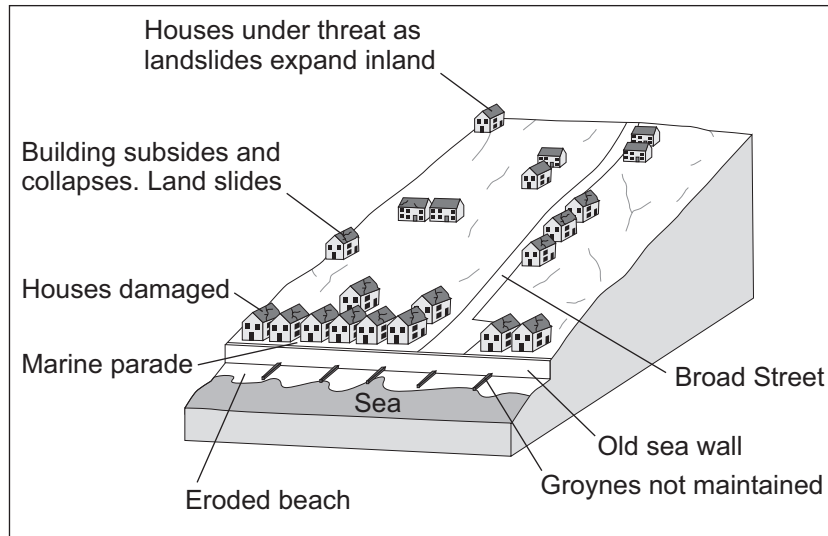 Houses under threat as
landslides expand inland
Building subsides and
collapses. Land slides
Houses damaged
Marine parade
Broad Street
Sea
Old sea wall
Groynes not maintained
Eroded beach